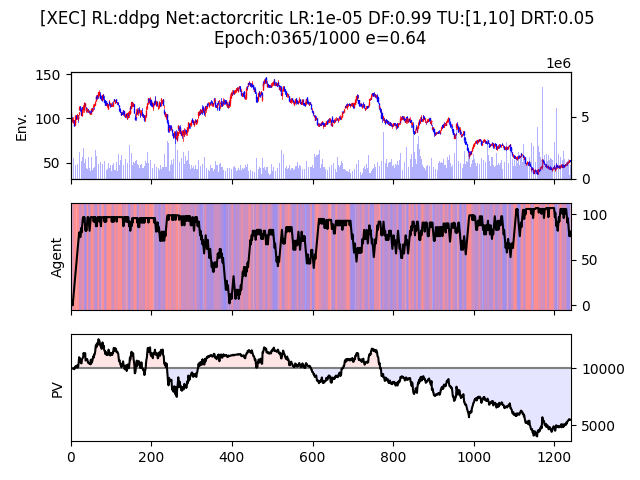 [XEC] RL:ddpg Net:actorcritic LR:1e-05 DF:0.99 TU:[1,10] DRT:0.05
Epoch:0365/1000 e=0.64
1e6
150
100
50
Env.
5
0
Agent
100
50
0
PV
10000
5000
0
200
400
600
800
1000
1200